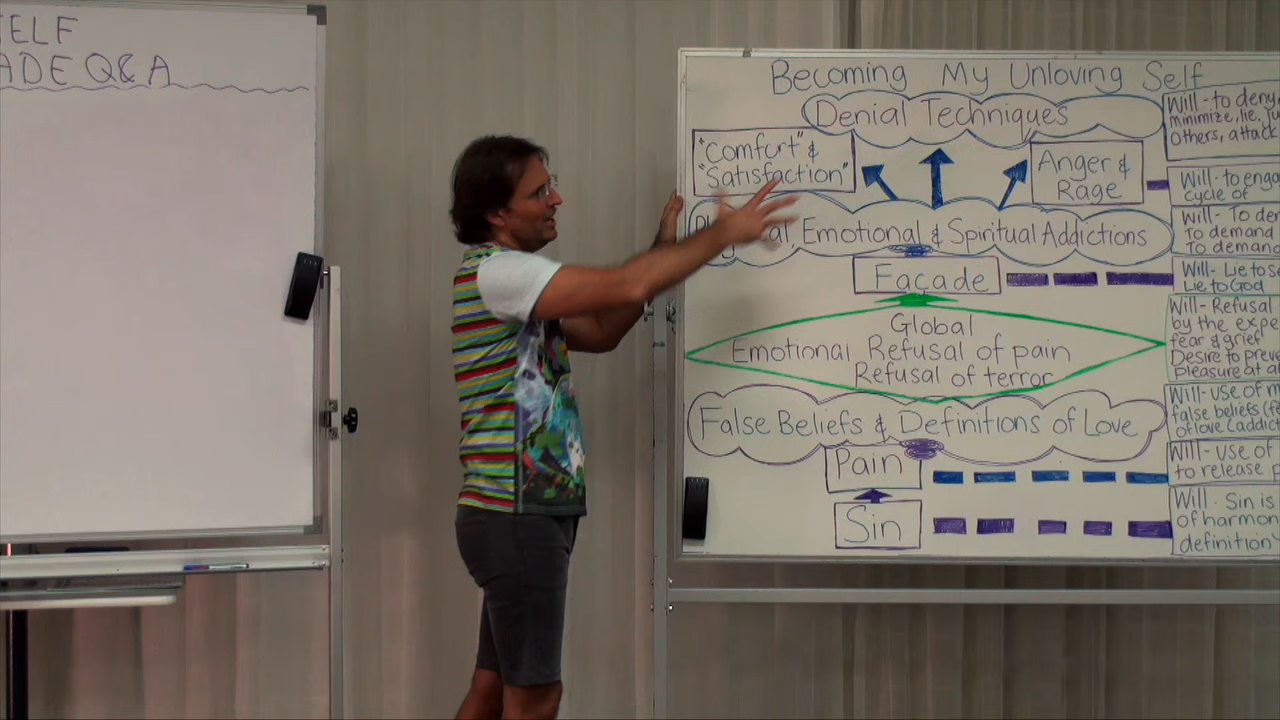 ELF
ADE Q&A
Becoming My Unloving Self
Denial Techniques
"Comfort" &
"Satisfaction"
Anger &
Rage
Emotional & Spiritual Addictions
Façade
Global
Emotional Refusal of pain
Refusal of terror
False Beliefs & Definitions of Love
Pain
Sin
Will - to deny,
minimize, lie,
others, attack
Will - to enga
cycle of
Will - To de
To demand
To demand
Will - Lie to se
Lie to God
Will - Refusal
by the expe
fear & grief
Desire to preve
pleasure at al
Will - use of m
false beliefs
of love (addic
Will - use of
to release p
Will - Sin is
of harmon
definition